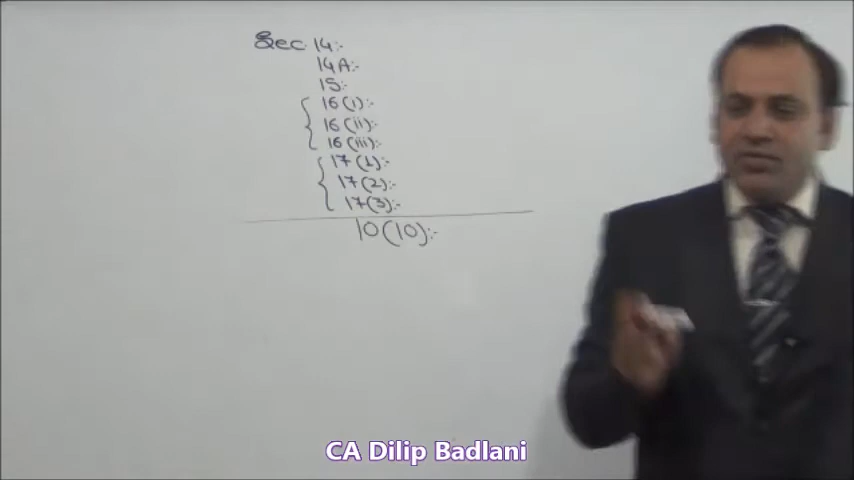 Sec 14:-
14A:-
15:-
16(i):-
16(ii):-
16(iii):-
17(1):-
17(2):-
17(3):-
10(10):-
CA Dilip Badlani